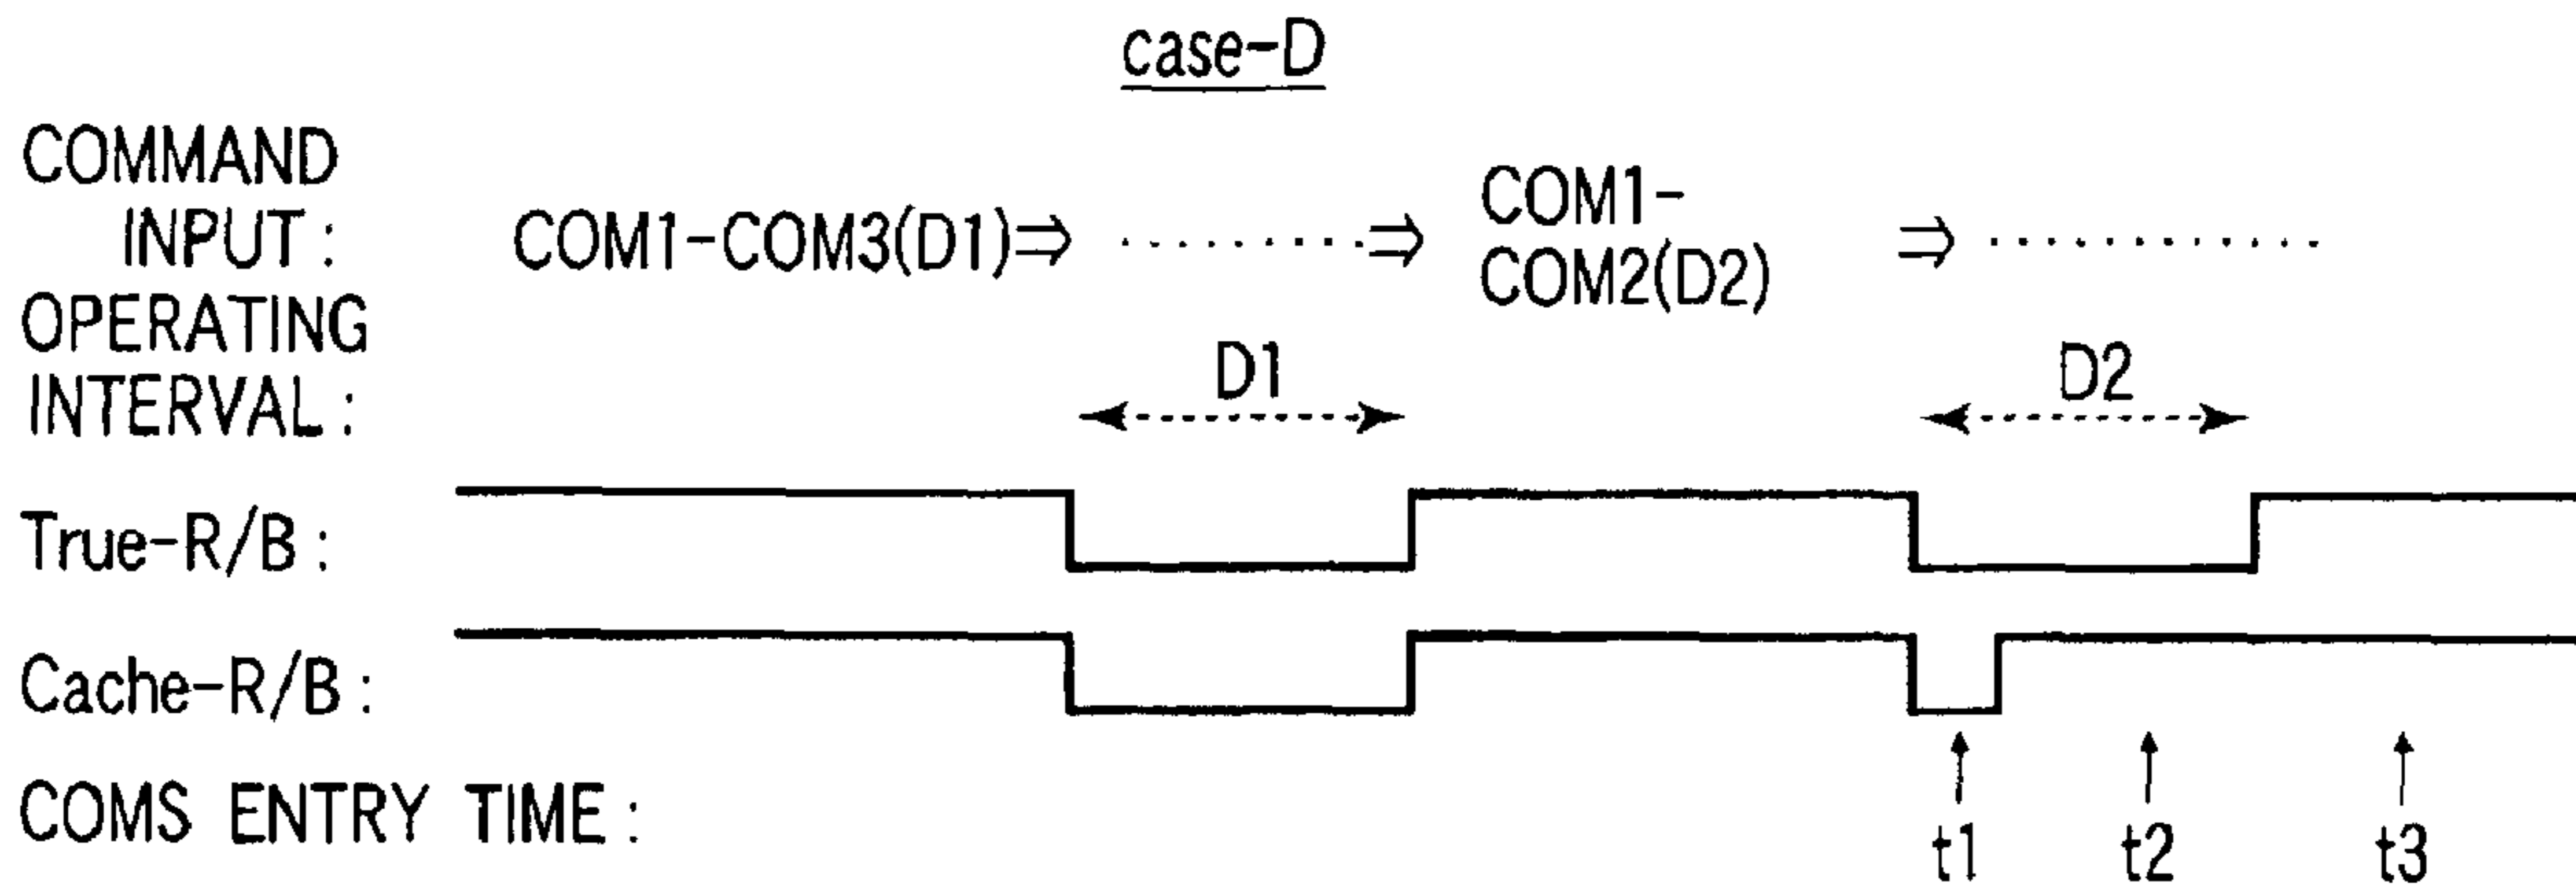 case-D
COMMAND
INPUT :
COM1-COM3(D1)⇒ ..........⇒ COM1-
COM2(D2) ⇒ .............
OPERATING
INTERVAL :
D1 D2
True-R/B :
Cache-R/B :
COMS ENTRY TIME :
t1 t2 t3